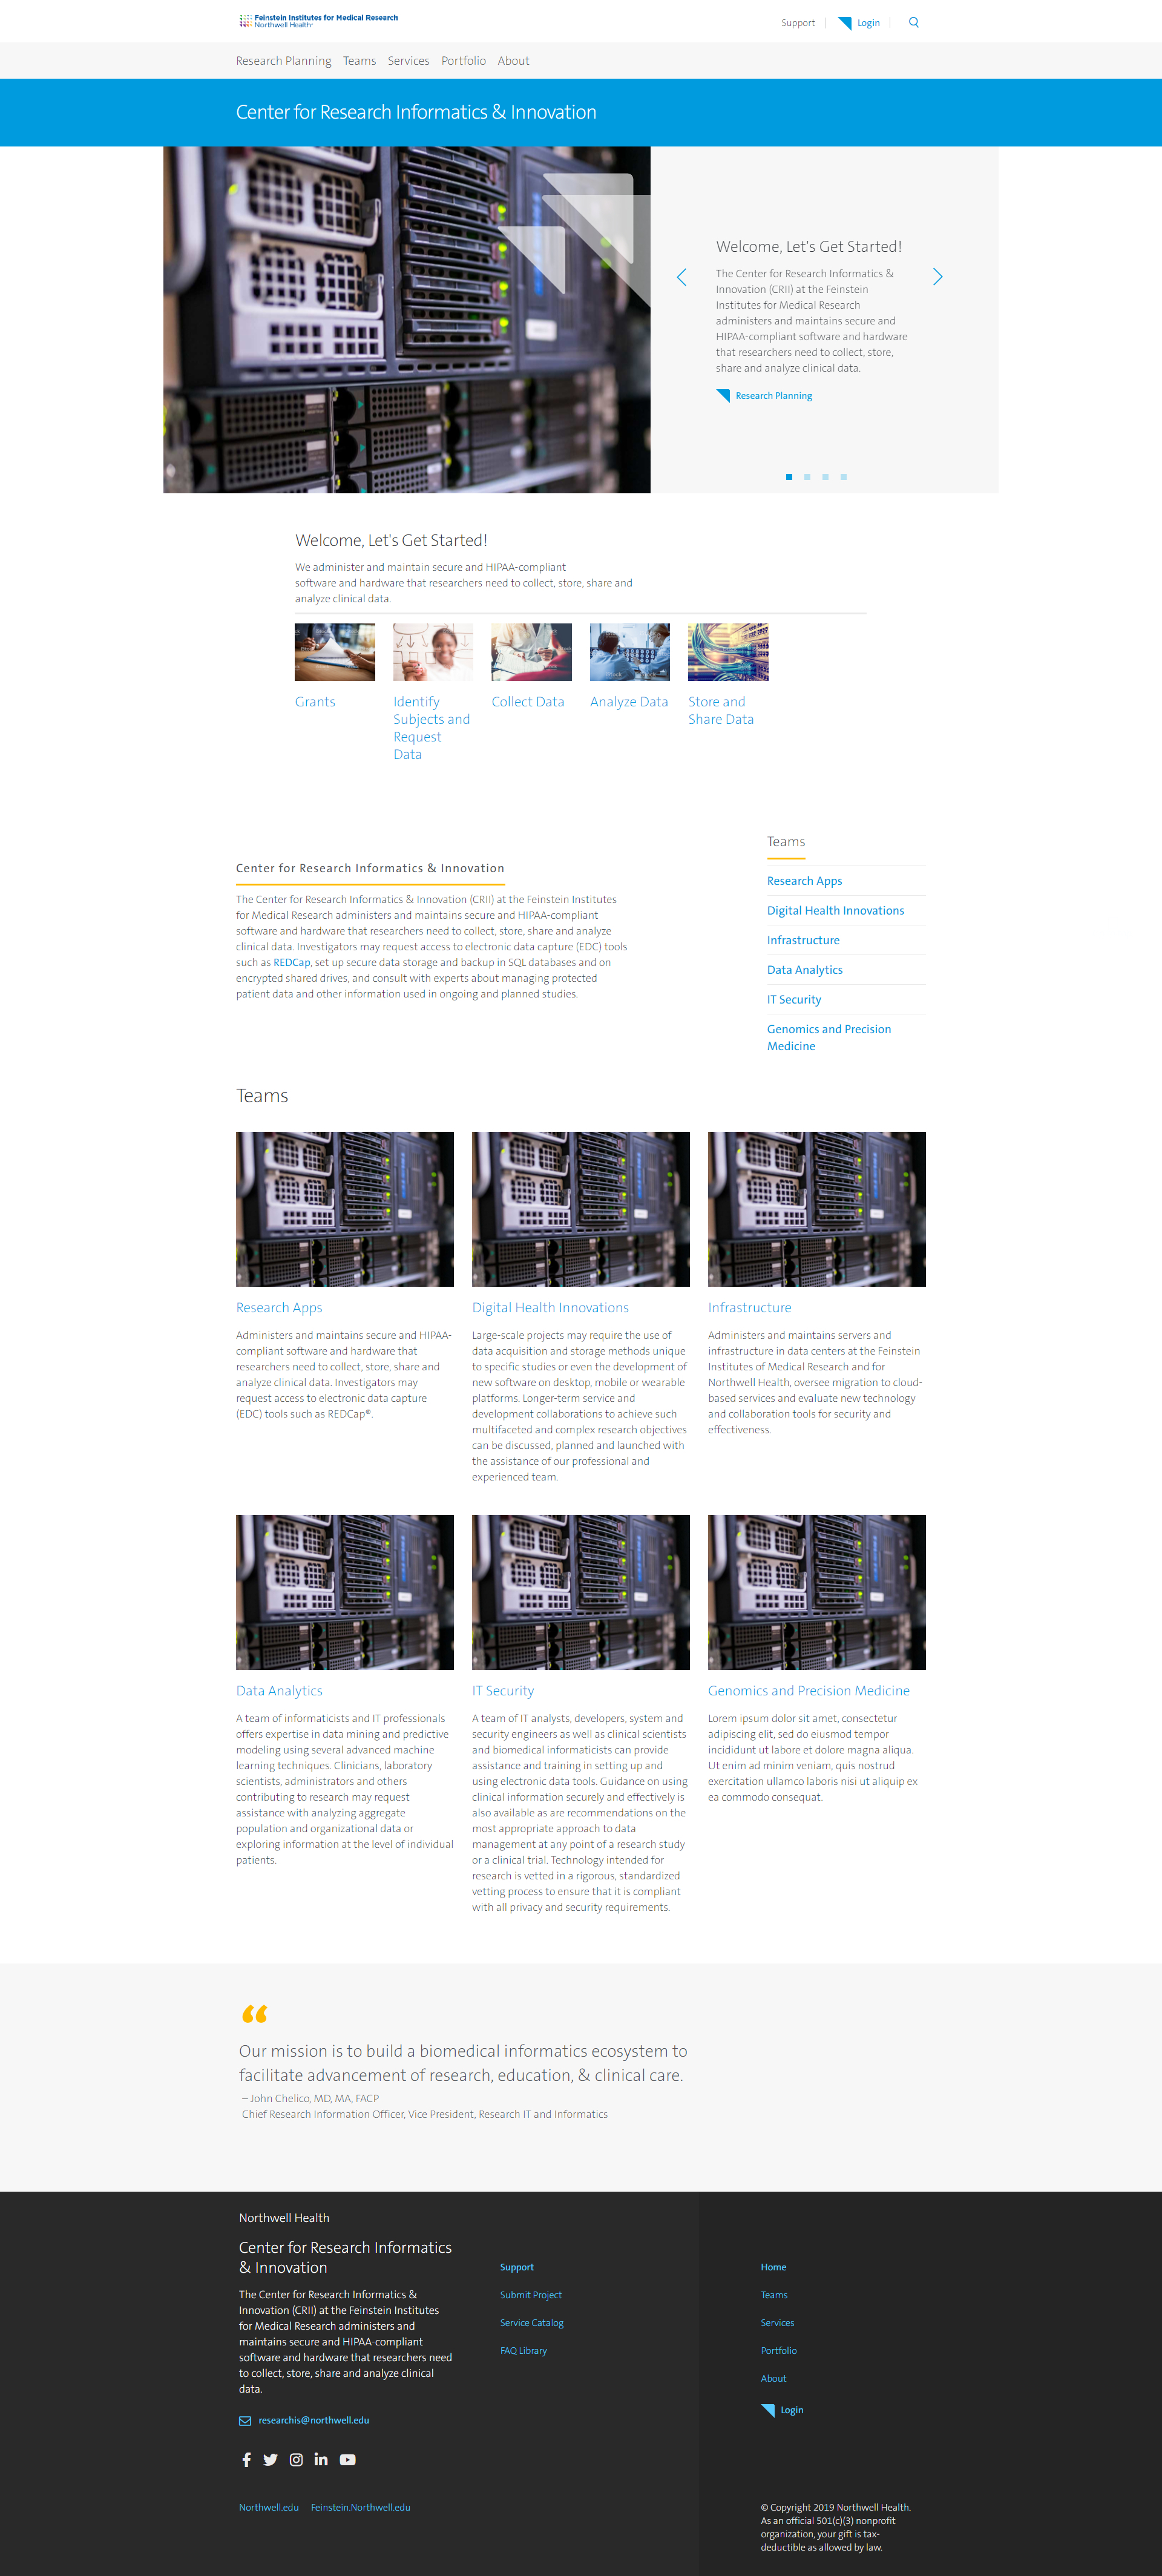 Feinstein Institutes for Medical Research
Northwell Health
Support
Login
Research Planning
Teams
Services
Portfolio
About
Center for Research Informatics & Innovation
Welcome, Let's Get Started!
The Center for Research Informatics &
Innovation (CRII) at the Feinstein
Institutes for Medical Research
administers and maintains secure and
HIPAA-compliant software and hardware
that researchers need to collect, store,
share and analyze clinical data.
Research Planning
Welcome, Let's Get Started!
We administer and maintain secure and HIPAA-compliant
software and hardware that researchers need to collect, store, share and
analyze clinical data.
Grants
Identify
Subjects and
Request
Data
Collect Data
Analyze Data
Store and
Share Data
Center for Research Informatics & Innovation
The Center for Research Informatics & Innovation (CRII) at the Feinstein Institutes
for Medical Research administers and maintains secure and HIPAA-compliant
software and hardware that researchers need to collect, store, share and analyze
clinical data. Investigators may request access to electronic data capture (EDC) tools
such as REDCap, set up secure data storage and backup in SQL databases and on
encrypted shared drives, and consult with experts about managing protected
patient data and other information used in ongoing and planned studies.
Teams
Research Apps
Digital Health Innovations
Infrastructure
Data Analytics
IT Security
Genomics and Precision
Medicine
Teams
Research Apps
Administers and maintains secure and HIPAA-
compliant software and hardware that
researchers need to collect, store, share and
analyze clinical data. Investigators may
request access to electronic data capture
(EDC) tools such as REDCap®.
Digital Health Innovations
Large-scale projects may require the use of
data acquisition and storage methods unique
to specific studies or even the development of
new software on desktop, mobile or wearable
platforms. Longer-term service and
development collaborations to achieve such
multifaceted and complex research objectives
can be discussed, planned and launched with
the assistance of our professional and
experienced team.
Infrastructure
Administers and maintains servers and
infrastructure in data centers at the Feinstein
Institutes of Medical Research and for
Northwell Health, oversee migration to cloud-
based services and evaluate new technology
and collaboration tools for security and
effectiveness.
Data Analytics
A team of informaticists and IT professionals
offers expertise in data mining and predictive
modeling using several advanced machine
learning techniques. Clinicians, laboratory
scientists, administrators and others
contributing to research may request
assistance with analyzing aggregate
population and organizational data or
exploring information at the level of individual
patients.
IT Security
A team of IT analysts, developers, system and
security engineers as well as clinical scientists
and biomedical informaticists can provide
assistance and training in setting up and
using electronic data tools. Guidance on using
clinical information securely and effectively is
also available as are recommendations on the
most appropriate approach to data
management at any point of a research study
or a clinical trial. Technology intended for
research is vetted in a rigorous, standardized
vetting process to ensure that it is compliant
with all privacy and security requirements.
Genomics and Precision Medicine
Lorem ipsum dolor sit amet, consectetur
adipiscing elit, sed do eiusmod tempor
incididunt ut labore et dolore magna aliqua.
Ut enim ad minim veniam, quis nostrud
exercitation ullamco laboris nisi ut aliquip ex
ea commodo consequat.
“
Our mission is to build a biomedical informatics ecosystem to
facilitate advancement of research, education, & clinical care.
– John Chelico, MD, MA, FACP
Chief Research Information Officer, Vice President, Research IT and Informatics
Northwell Health
Center for Research Informatics
& Innovation
The Center for Research Informatics &
Innovation (CRII) at the Feinstein Institutes
for Medical Research administers and
maintains secure and HIPAA-compliant
software and hardware that researchers need
to collect, store, share and analyze clinical
data.
researchis@northwell.edu
Northwell.edu
Feinstein.Northwell.edu
Support
Submit Project
Service Catalog
FAQ Library
Home
Teams
Services
Portfolio
About
Login
© Copyright 2019 Northwell Health.
As an official 501(c)(3) nonprofit
organization, your gift is tax-
deductible as allowed by law.